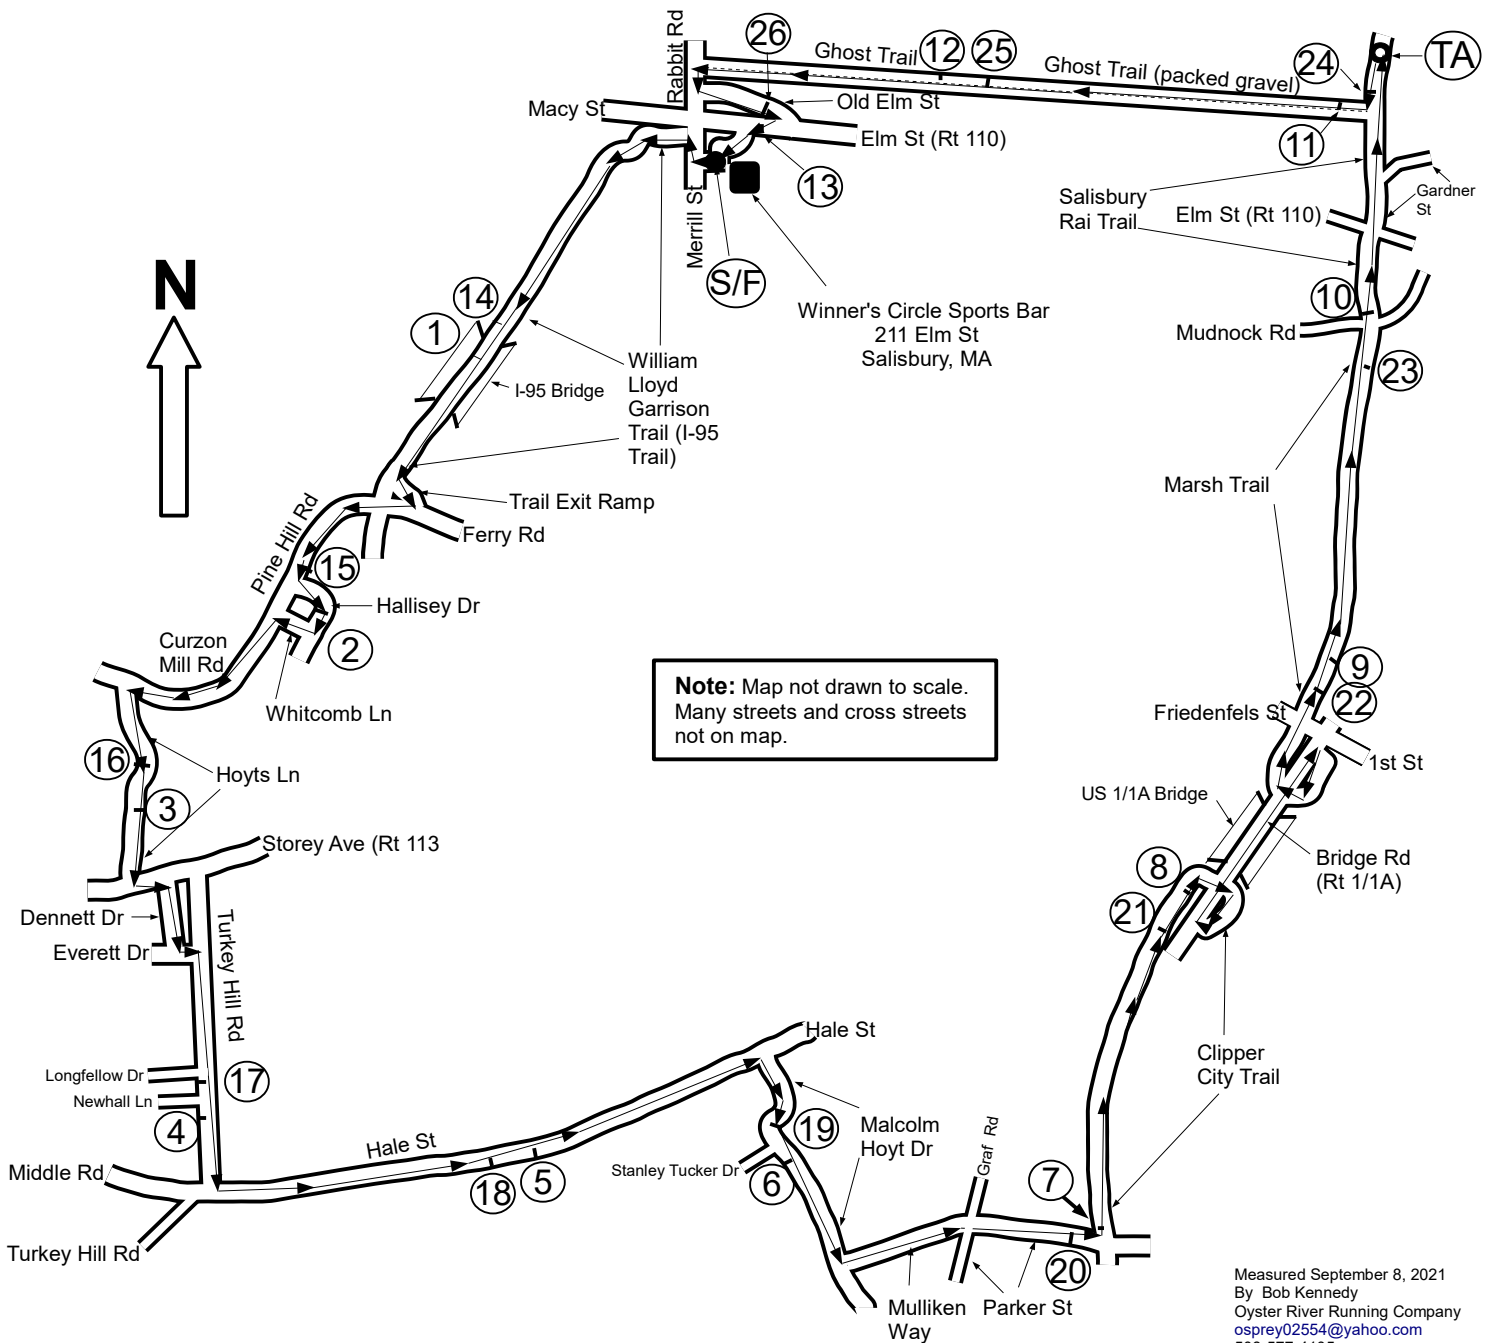 Rabbit Rd
26
Ghost Trail
12
25
Ghost Trail (packed gravel)
24
TA
Macy St
Old Elm St
Elm St (Rt 110)
11
13
Merrill St
S/F
Salisbury
Rai Trail
Elm St (Rt 110)
Gardner
St
N
14
1
10
Winner's Circle Sports Bar
211 Elm St
Salisbury, MA
Mudnock Rd
23
I-95 Bridge
William
Lloyd
Garrison
Trail (I-95
Trail)
Marsh Trail
Trail Exit Ramp
Ferry Rd
Pine Hill Rd
15
Hallisey Dr
2
Curzon
Mill Rd
Whitcomb Ln
Note: Map not drawn to scale.
Many streets and cross streets
not on map.
9
22
Friedenfels St
1st St
16
Hoyts Ln
3
US 1/1A Bridge
Storey Ave (Rt 113
8
Bridge Rd
(Rt 1/1A)
21
Dennett Dr
Everett Dr
Turkey Hill Rd
Hale St
Clipper
City Trail
Longfellow Dr
17
Newhall Ln
4
Hale St
19
Malcolm
Hoyt Dr
Graf Rd
Middle Rd
18
5
Stanley Tucker Dr
6
7
Turkey Hill Rd
20
Mulliken
Way
Parker St
Measured September 8, 2021
By Bob Kennedy
Oyster River Running Company
osprey02554@yahoo.com